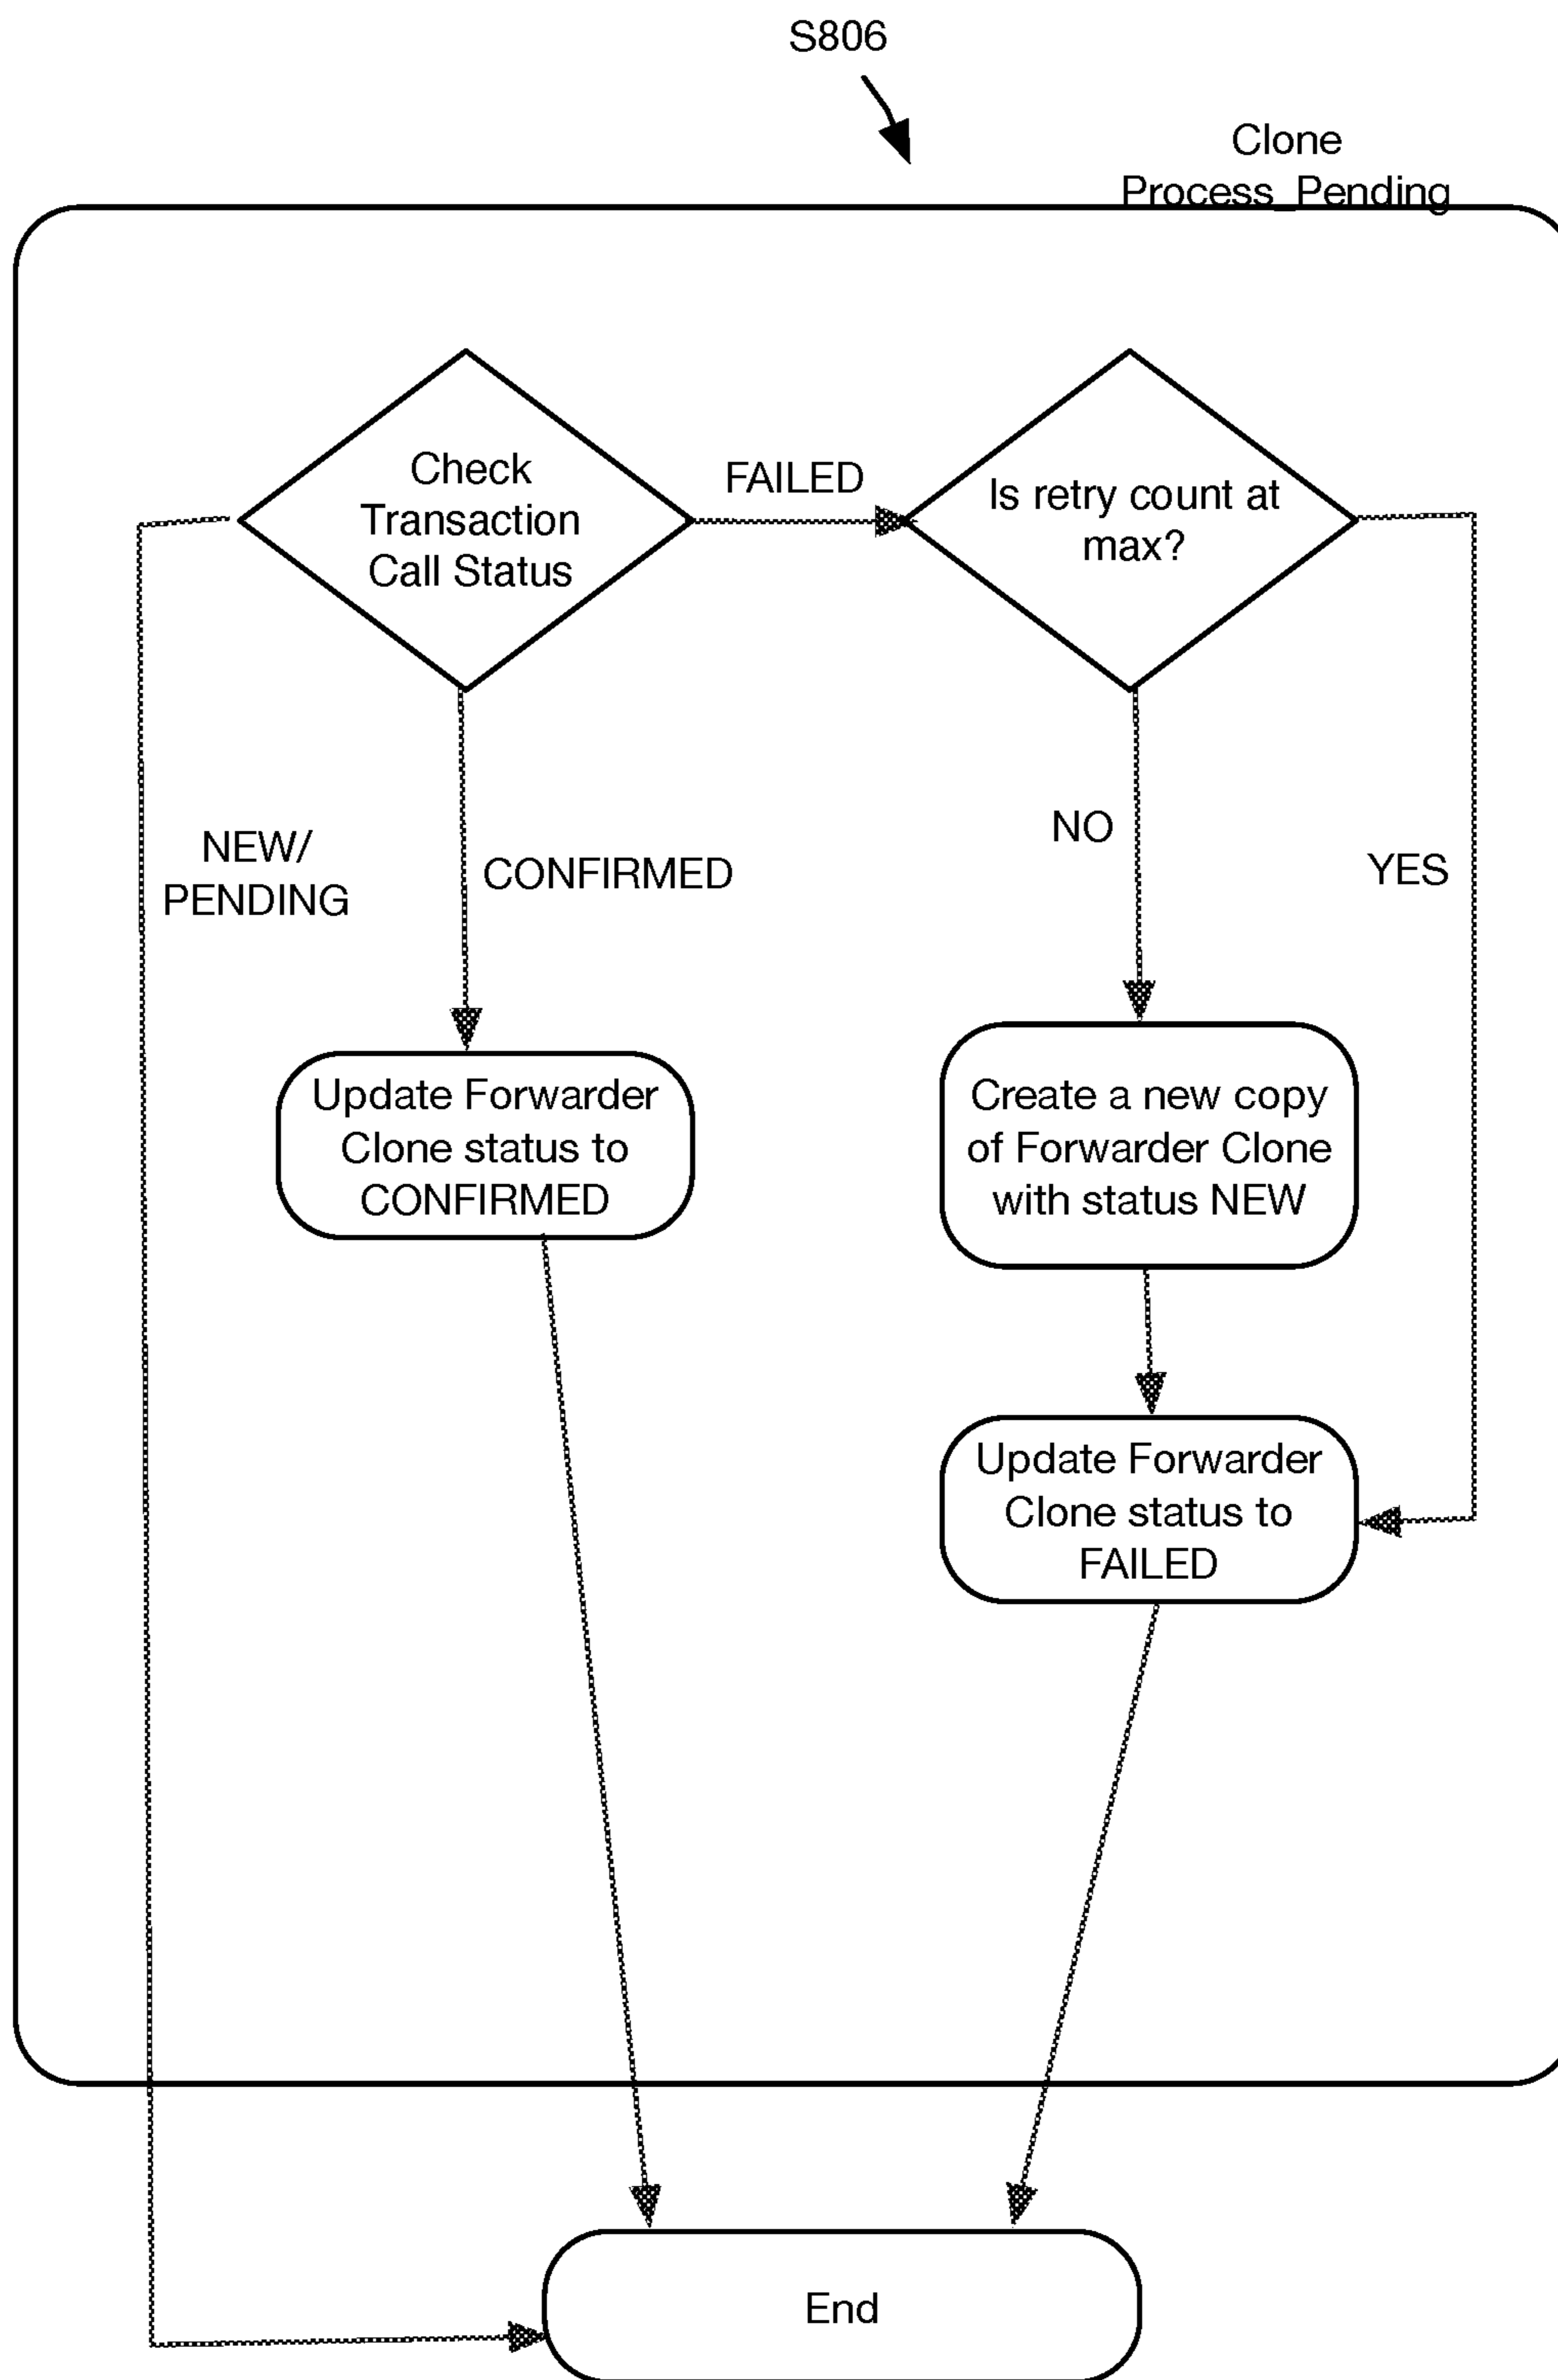 S806
Clone
Process_Pending
Check
Transaction
Call Status
FAILED
Is retry count at
max?
NEW/
PENDING
CONFIRMED
NO
YES
Update Forwarder
Clone status to
CONFIRMED
Create a new copy
of Forwarder Clone
with status NEW
Update Forwarder
Clone status to
FAILED
End